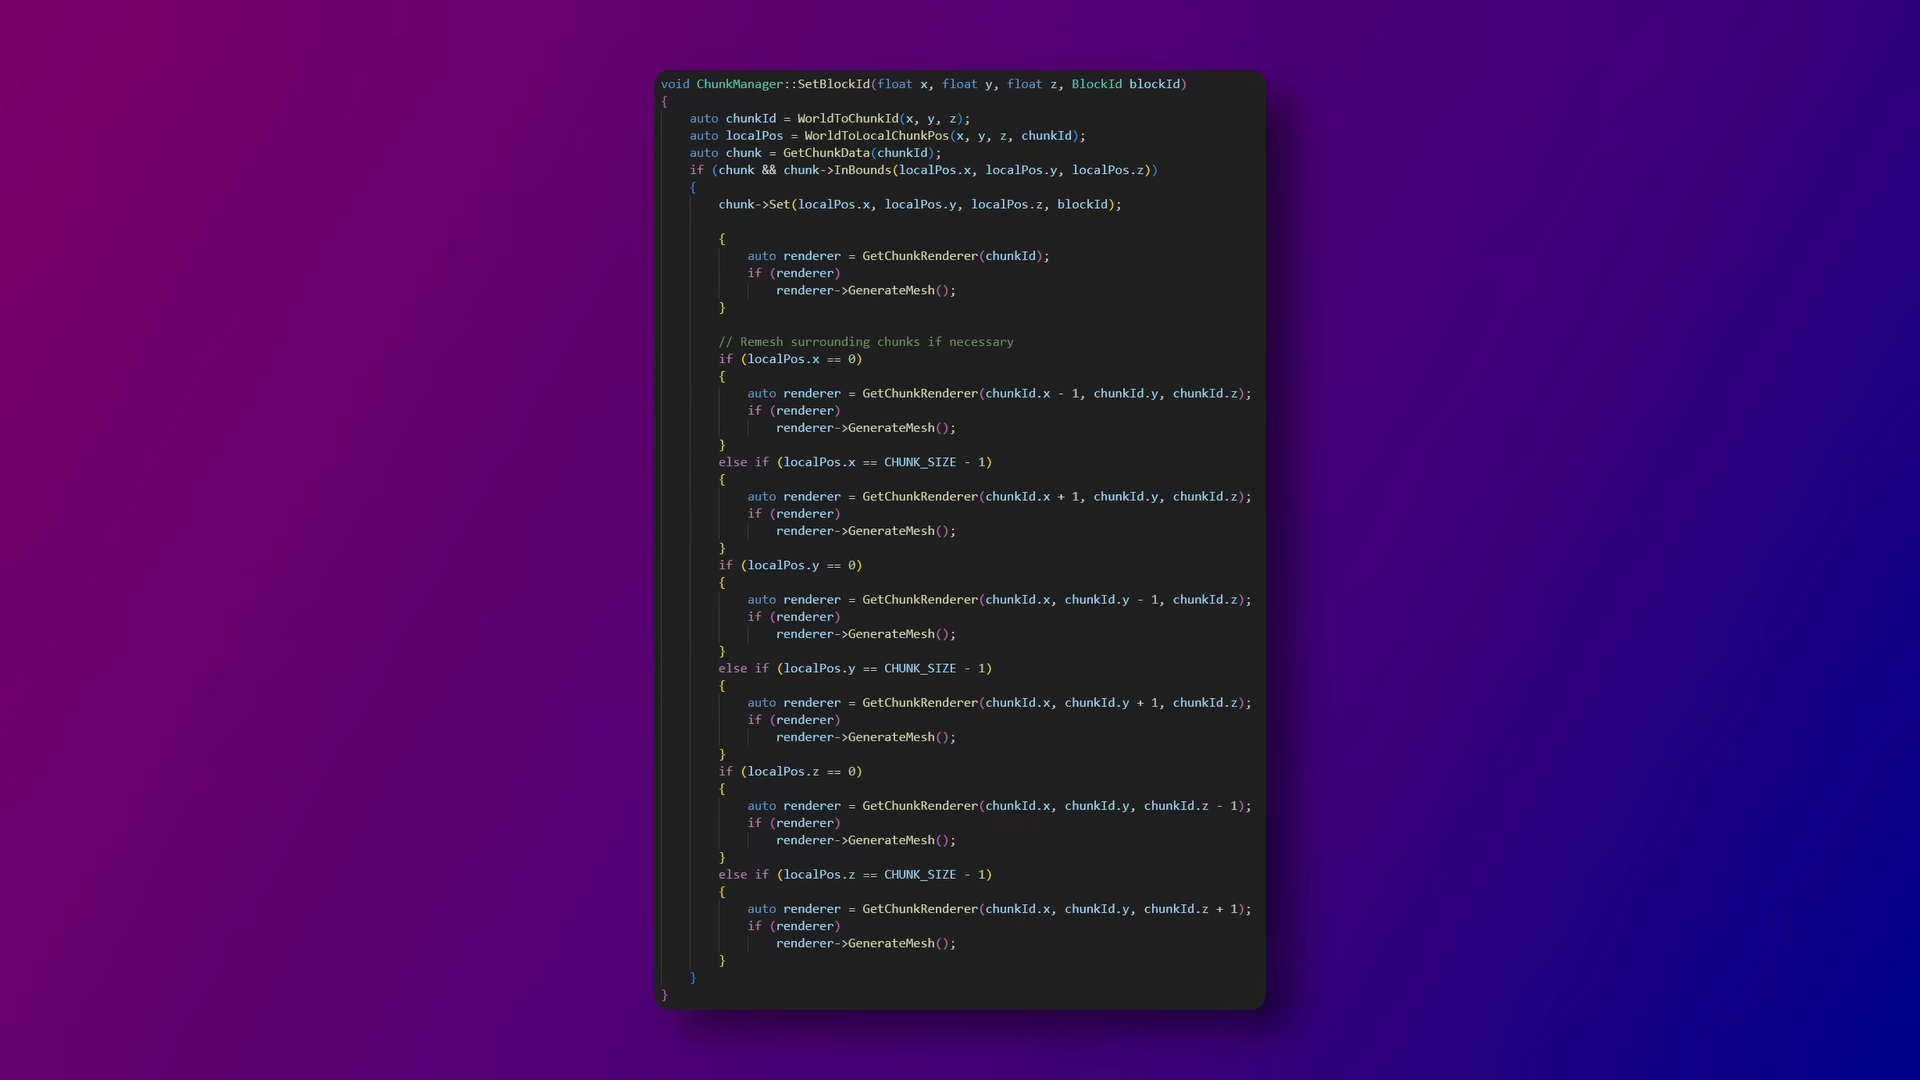 void ChunkManager::SetBlockId(float x, float y, float z, BlockId blockId)
{
    auto chunkId = WorldToChunkId(x, y, z);
    auto localPos = WorldToLocalChunkPos(x, y, z, chunkId);
    auto chunk = GetChunkData(chunkId);
    if (chunk && chunk->InBounds(localPos.x, localPos.y, localPos.z))
    {
        chunk->Set(localPos.x, localPos.y, localPos.z, blockId);

        {
            auto renderer = GetChunkRenderer(chunkId);
            if (renderer)
                renderer->GenerateMesh();
        }

        // Remesh surrounding chunks if necessary
        if (localPos.x == 0)
        {
            auto renderer = GetChunkRenderer(chunkId.x - 1, chunkId.y, chunkId.z);
            if (renderer)
                renderer->GenerateMesh();
        }
        else if (localPos.x == CHUNK_SIZE - 1)
        {
            auto renderer = GetChunkRenderer(chunkId.x + 1, chunkId.y, chunkId.z);
            if (renderer)
                renderer->GenerateMesh();
        }
        if (localPos.y == 0)
        {
            auto renderer = GetChunkRenderer(chunkId.x, chunkId.y - 1, chunkId.z);
            if (renderer)
                renderer->GenerateMesh();
        }
        else if (localPos.y == CHUNK_SIZE - 1)
        {
            auto renderer = GetChunkRenderer(chunkId.x, chunkId.y + 1, chunkId.z);
            if (renderer)
                renderer->GenerateMesh();
        }
        if (localPos.z == 0)
        {
            auto renderer = GetChunkRenderer(chunkId.x, chunkId.y, chunkId.z - 1);
            if (renderer)
                renderer->GenerateMesh();
        }
        else if (localPos.z == CHUNK_SIZE - 1)
        {
            auto renderer = GetChunkRenderer(chunkId.x, chunkId.y, chunkId.z + 1);
            if (renderer)
                renderer->GenerateMesh();
        }
    }
}